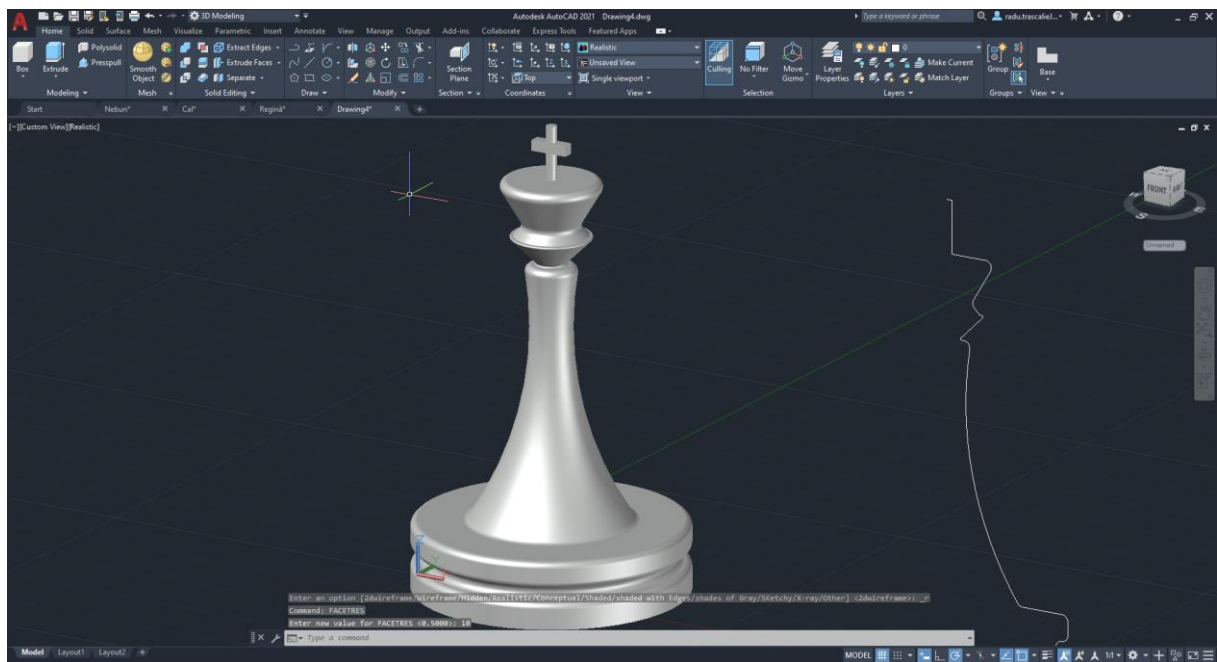 3D Modeling
Autodesk AutoCAD 2021 Drawing4.dwg
Type a keyword or phrase
radu.trascaliel...
Home Solid Surface Mesh Visualize Parametric Insert Annotate View Manage Output Add-ins Collaborate Express Tools Featured Apps
Box
Extrude
Polysolid
Presspull
Smooth Object
Extract Edges
Extrude Faces
Separate
Section Plane
Top
Realistic
Unsaved View
Single viewport
Culling
No Filter
Move Gizmo
Layer Properties
0
Make Current
Match Layer
Group
Base
Modeling Mesh Solid Editing Draw Modify Section Coordinates View Selection Layers Groups View
Start Nebun* Cal* Regină* Drawing4*
[−][Custom View][Realistic]
FRONT
S
E
Unnamed
Z
Enter an option [2dwireframe/Wireframe/Hidden/Realistic/Conceptual/Shaded/shaded with Edges/shades of Gray/SKetchy/X-ray/Other] <2dwireframe>: _r
Command: FACETRES
Enter new value for FACETRES <0.5000>: 10
Type a command
Model Layout1 Layout2
MODEL
1:1